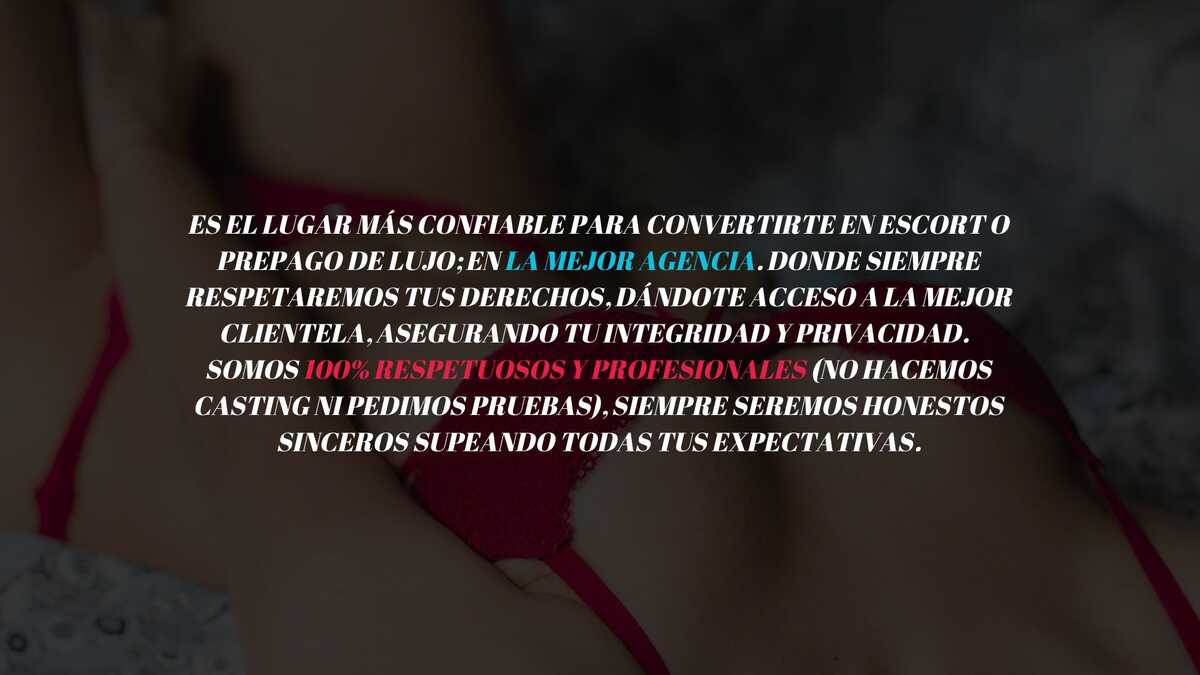 ES EL LUGAR MÁS CONFIABLE PARA CONVERTIRTE EN ESCORT O
PREPAGO DE LUJO; EN LA MEJOR AGENCIA. DONDE SIEMPRE
RESPETAREMOS TUS DERECHOS, DÁNDOTE ACCESO A LA MEJOR
CLIENTELA, ASEGURANDO TU INTEGRIDAD Y PRIVACIDAD.
SOMOS 100% RESPETUOSOS Y PROFESIONALES (NO HACEMOS
CASTING NI PEDIMOS PRUEBAS), SIEMPRE SEREMOS HONESTOS
SINCEROS SUPEANDO TODAS TUS EXPECTATIVAS.